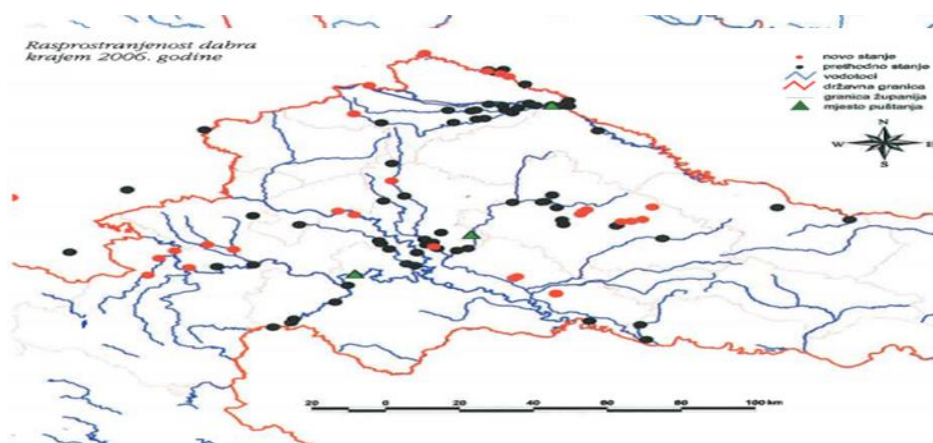 Rasprostranjenost dabra
krajem 2006. godine
novo stanje
prethodno stanje
vodotoci
državna granica
granica županija
mjesto puštanja
N
W E
S
20 0 20 40 60 80 100 km